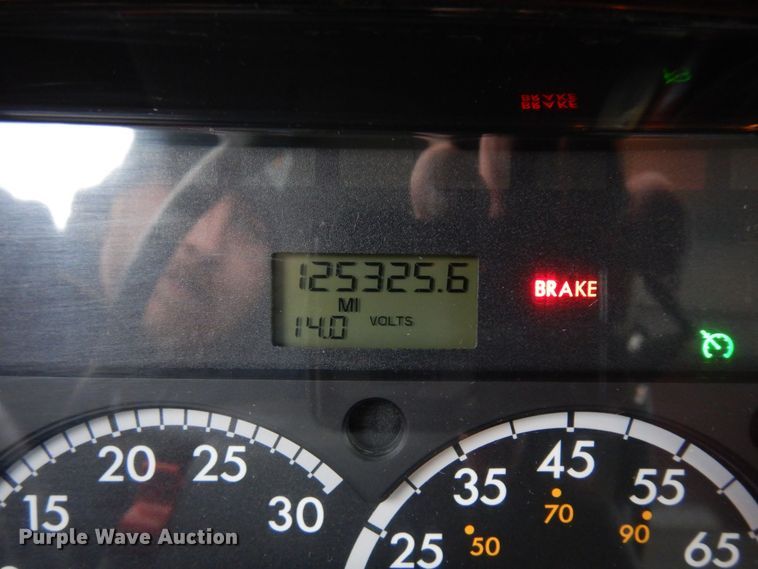 BRAKE
125325.6
MI
14.0 VOLTS
BRAKE
15 20 25 30
25 35 45 55 65
50 70 90
Purple Wave Auction